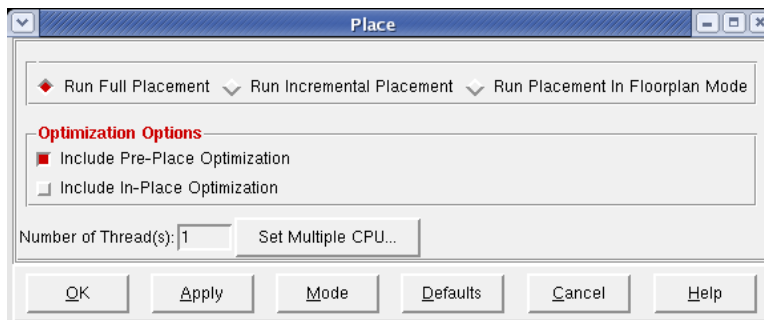 Place
Run Full Placement Run Incremental Placement Run Placement In Floorplan Mode
Optimization Options
Include Pre-Place Optimization
Include In-Place Optimization
Number of Thread(s): 1 Set Multiple CPU...
OK Apply Mode Defaults Cancel Help